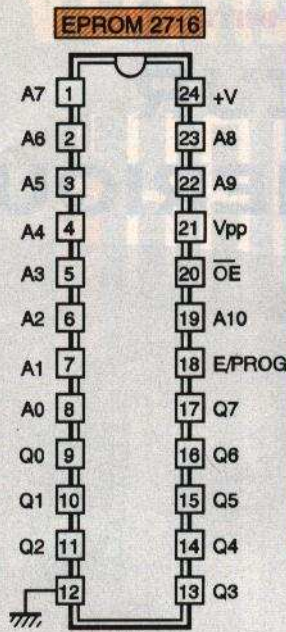 EPROM 2716
A7 1 24 +V
A6 2 23 A8
A5 3 22 A9
A4 4 21 Vpp
A3 5 20 OE
A2 6 19 A10
A1 7 18 E/PROG
A0 8 17 Q7
Q0 9 16 Q6
Q1 10 15 Q5
Q2 11 14 Q4
12 13 Q3